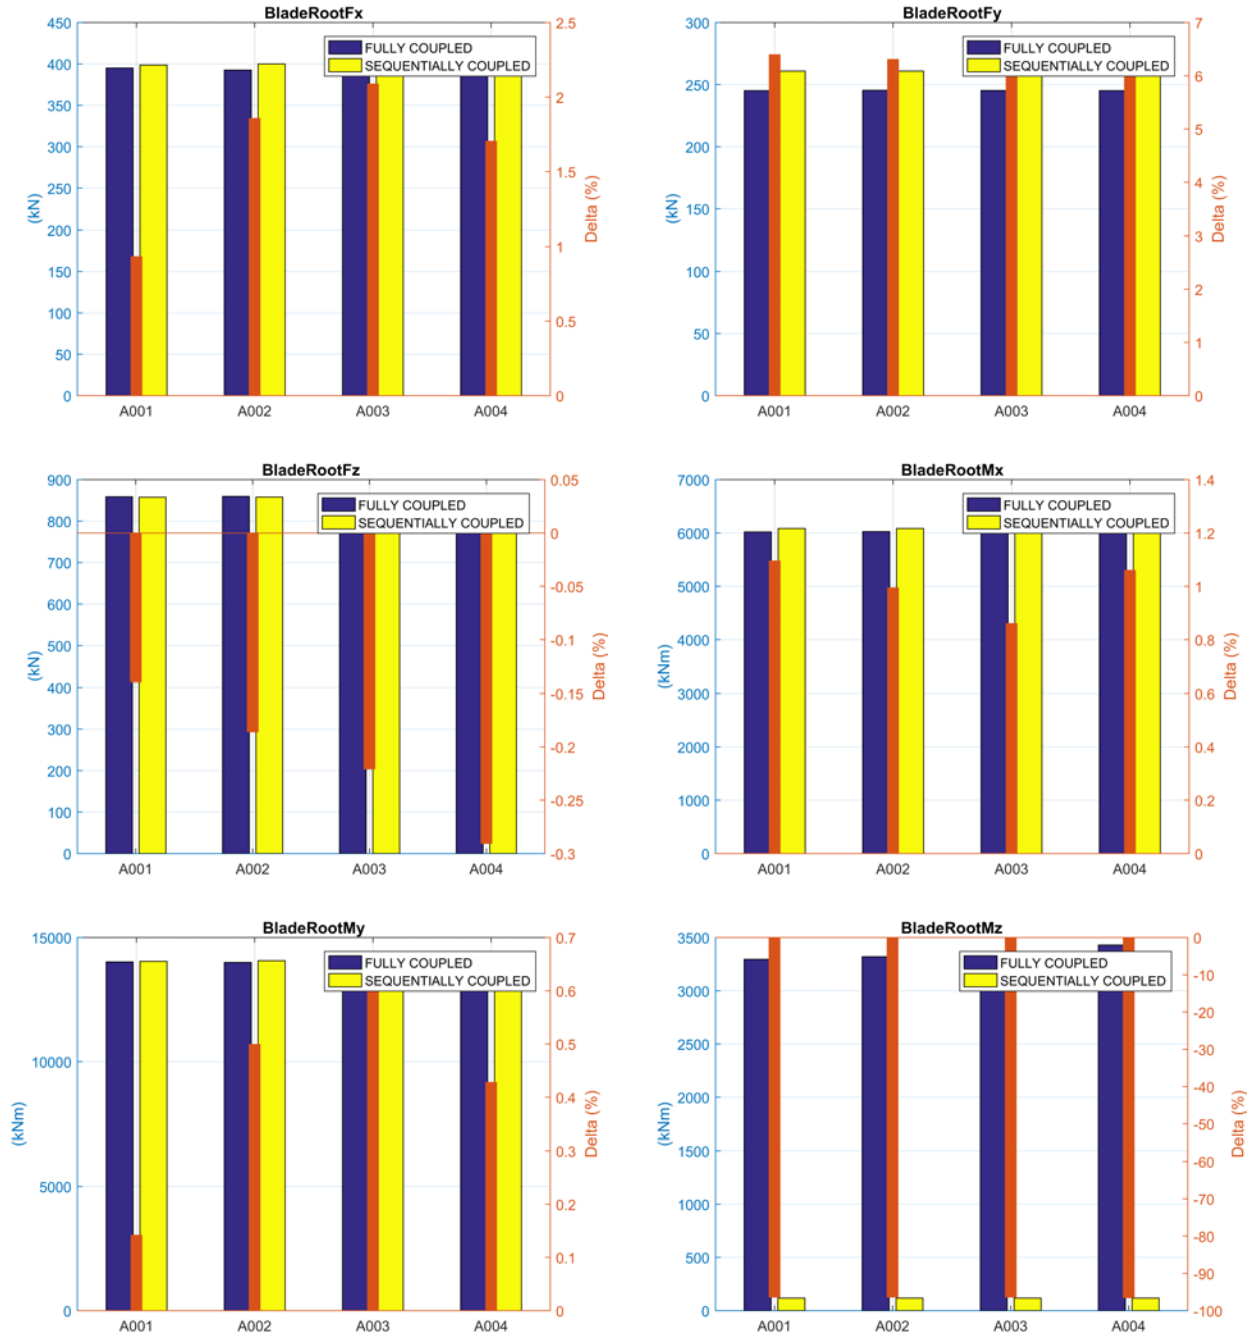 BladeRootFx
450
400
350
300
250
200
150
100
50
0
(kN)
2.5
2
1.5
1
0.5
0
Delta (%)
FULLY COUPLED
SEQUENTIALLY COUPLED
A001 A002 A003 A004
BladeRootFy
300
250
200
150
100
50
0
(kN)
7
6
5
4
3
2
1
0
Delta (%)
FULLY COUPLED
SEQUENTIALLY COUPLED
A001 A002 A003 A004
BladeRootFz
900
800
700
600
500
400
300
200
100
0
(kN)
0.05
0
-0.05
-0.1
-0.15
-0.2
-0.25
-0.3
Delta (%)
FULLY COUPLED
SEQUENTIALLY COUPLED
A001 A002 A003 A004
BladeRootMx
7000
6000
5000
4000
3000
2000
1000
0
(kNm)
1.4
1.2
1
0.8
0.6
0.4
0.2
0
Delta (%)
FULLY COUPLED
SEQUENTIALLY COUPLED
A001 A002 A003 A004
BladeRootMy
15000
10000
5000
0
(kNm)
0.7
0.6
0.5
0.4
0.3
0.2
0.1
0
Delta (%)
FULLY COUPLED
SEQUENTIALLY COUPLED
A001 A002 A003 A004
BladeRootMz
3500
3000
2500
2000
1500
1000
500
0
(kNm)
0
-10
-20
-30
-40
-50
-60
-70
-80
-90
-100
Delta (%)
FULLY COUPLED
SEQUENTIALLY COUPLED
A001 A002 A003 A004